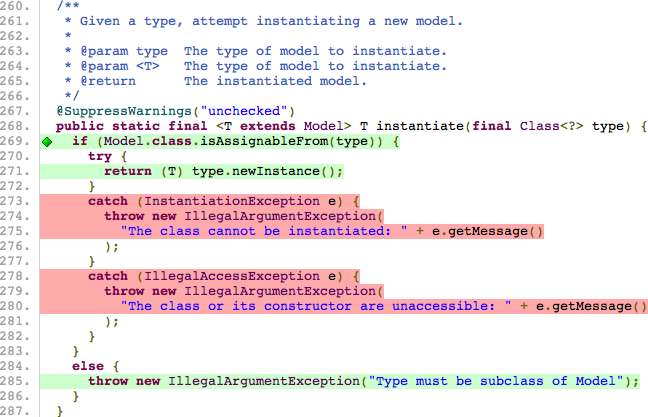 260. /**
261. * Given a type, attempt instantiating a new model.
262. *
263. * @param type The type of model to instantiate.
264. * @param <T> The type of model to instantiate.
265. * @return The instantiated model.
266. */
267. @SuppressWarnings("unchecked")
268. public static final <T extends Model> T instantiate(final Class<?> type) {
269. if (Model.class.isAssignableFrom(type)) {
270. try {
271. return (T) type.newInstance();
272. }
273. catch (InstantiationException e) {
274. throw new IllegalArgumentException(
275. "The class cannot be instantiated: " + e.getMessage()
276. );
277. }
278. catch (IllegalAccessException e) {
279. throw new IllegalArgumentException(
280. "The class or its constructor are unaccessible: " + e.getMessage()
281. );
282. }
283. }
284. else {
285. throw new IllegalArgumentException("Type must be subclass of Model");
286. }
287. }